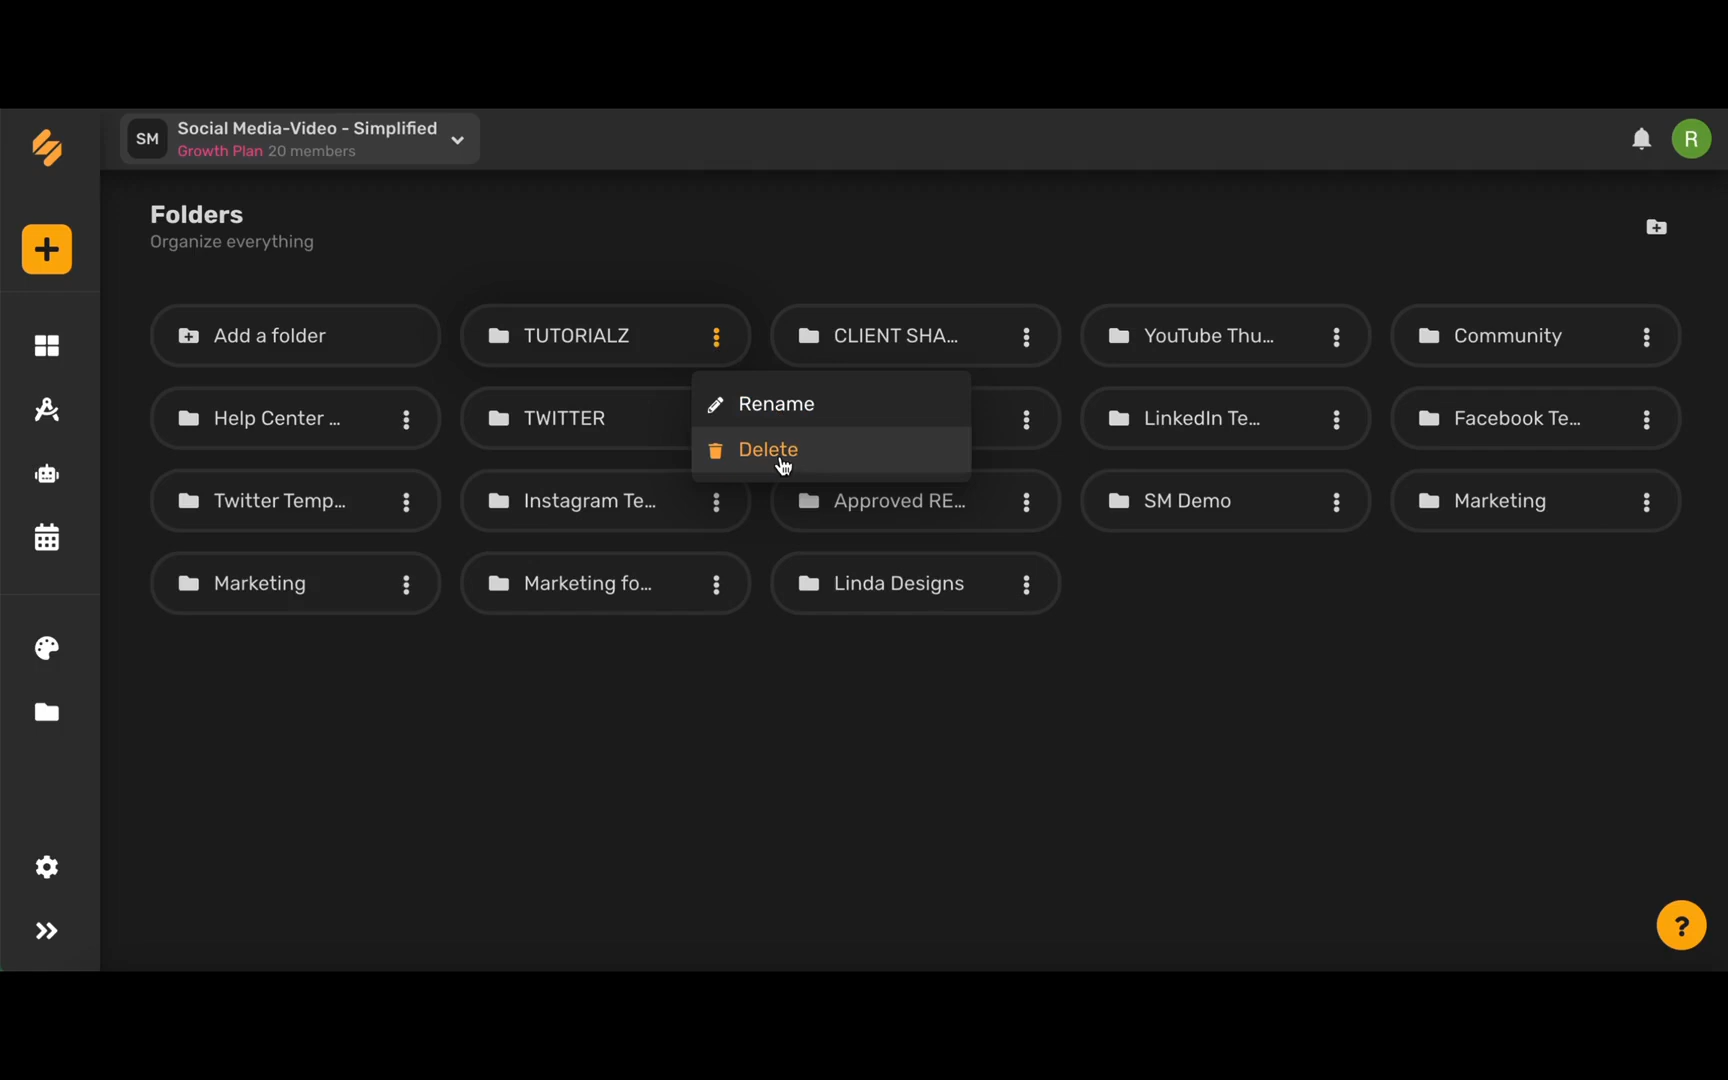 SM
Social Media-Video - Simplified
Growth Plan 20 members
R
Folders
Organize everything
Add a folder
TUTORIALZ
CLIENT SHA...
YouTube Thu...
Community
Rename
Help Center ...
TWITTER
LinkedIn Te...
Facebook Te...
Delete
Twitter Temp...
Instagram Te...
Approved RE...
SM Demo
Marketing
Marketing
Marketing fo...
Linda Designs
?